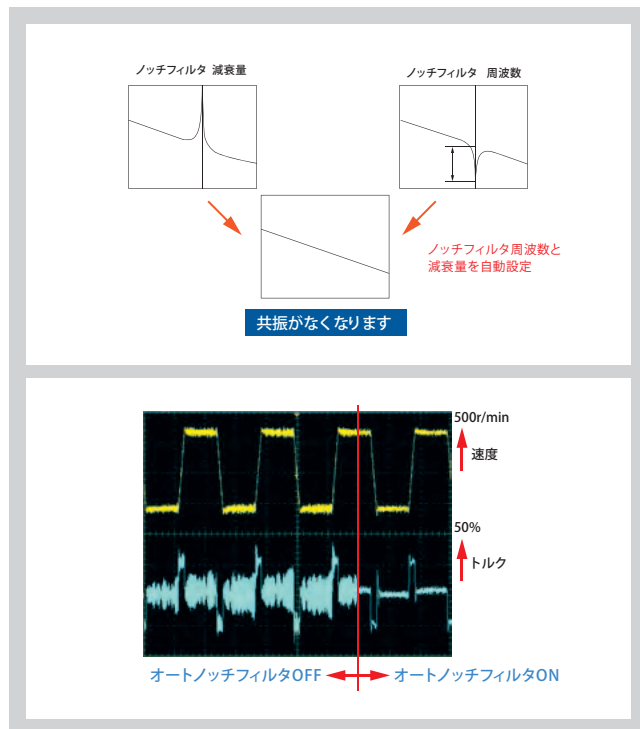 ノッチフィルタ 減衰量
ノッチフィルタ 周波数
ノッチフィルタ周波数と
減衰量を自動設定
共振がなくなります
500r/min
速度
50%
トルク
オートノッチフィルタOFF
オートノッチフィルタON